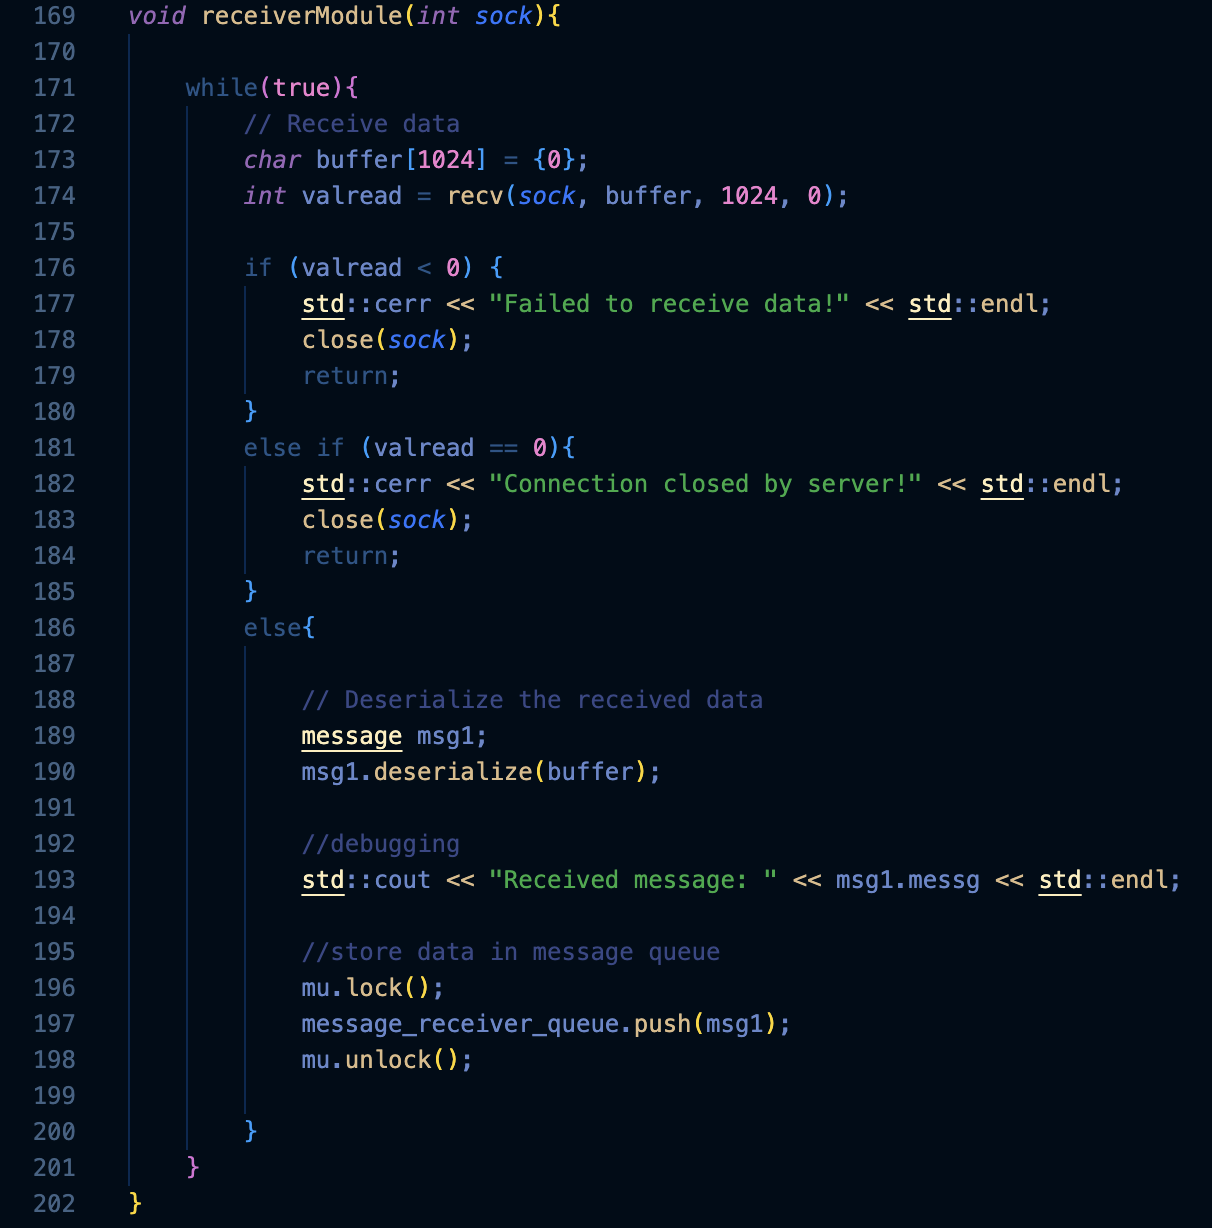 169 void receiverModule(int sock){
170
171 while(true){
172 // Receive data
173 char buffer[1024] = {0};
174 int valread = recv(sock, buffer, 1024, 0);
175
176 if (valread < 0) {
177 std::cerr << "Failed to receive data!" << std::endl;
178 close(sock);
179 return;
180 }
181 else if (valread == 0){
182 std::cerr << "Connection closed by server!" << std::endl;
183 close(sock);
184 return;
185 }
186 else{
187
188 // Deserialize the received data
189 message msg1;
190 msg1.deserialize(buffer);
191
192 //debugging
193 std::cout << "Received message: " << msg1.messg << std::endl;
194
195 //store data in message queue
196 mu.lock();
197 message_receiver_queue.push(msg1);
198 mu.unlock();
199
200 }
201 }
202 }